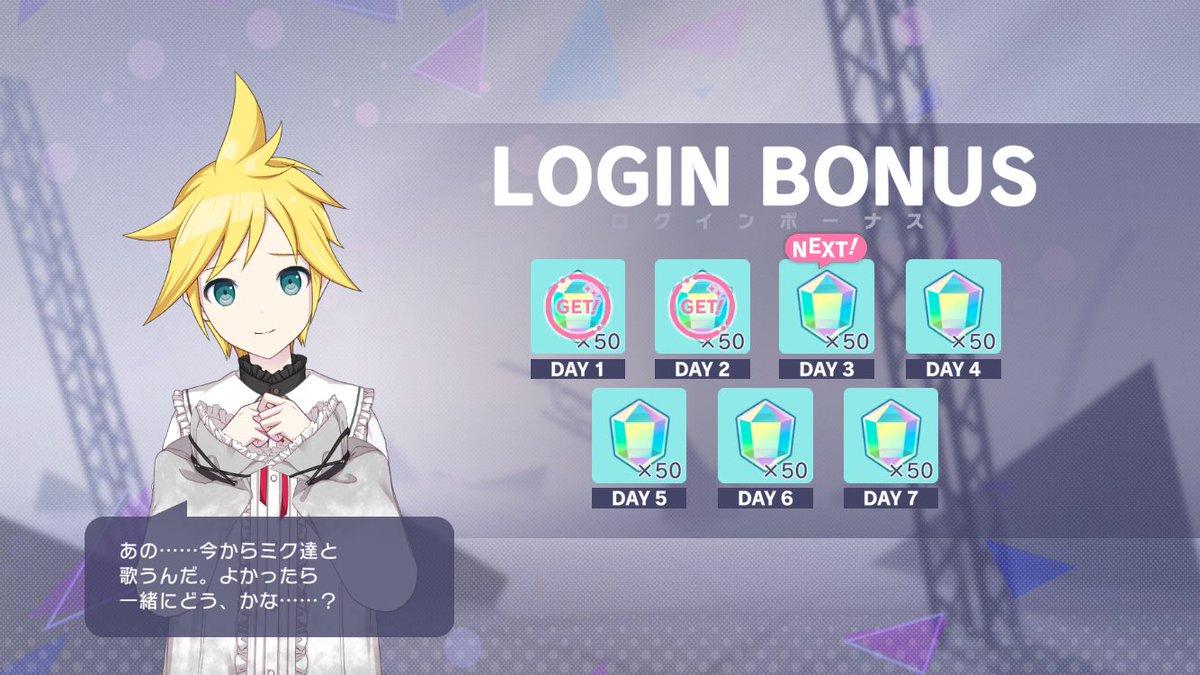 LOGIN BONUS
ログインボーナス
NEXT!
GET! ×50
GET! ×50
×50
×50
DAY 1
DAY 2
DAY 3
DAY 4
×50
×50
×50
DAY 5
DAY 6
DAY 7
あの……今からミク達と
歌うんだ。よかったら
一緒にどう、かな……？